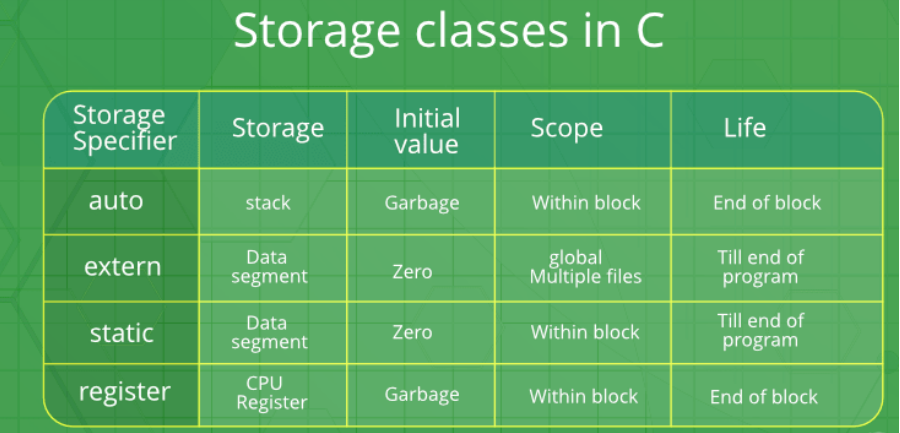 Storage classes in C
Storage
Specifier
Storage
Initial
value
Scope
Life
auto
stack
Garbage
Within block
End of block
extern
Data
segment
Zero
global
Multiple files
Till end of
program
static
Data
segment
Zero
Within block
Till end of
program
register
CPU
Register
Garbage
Within block
End of block